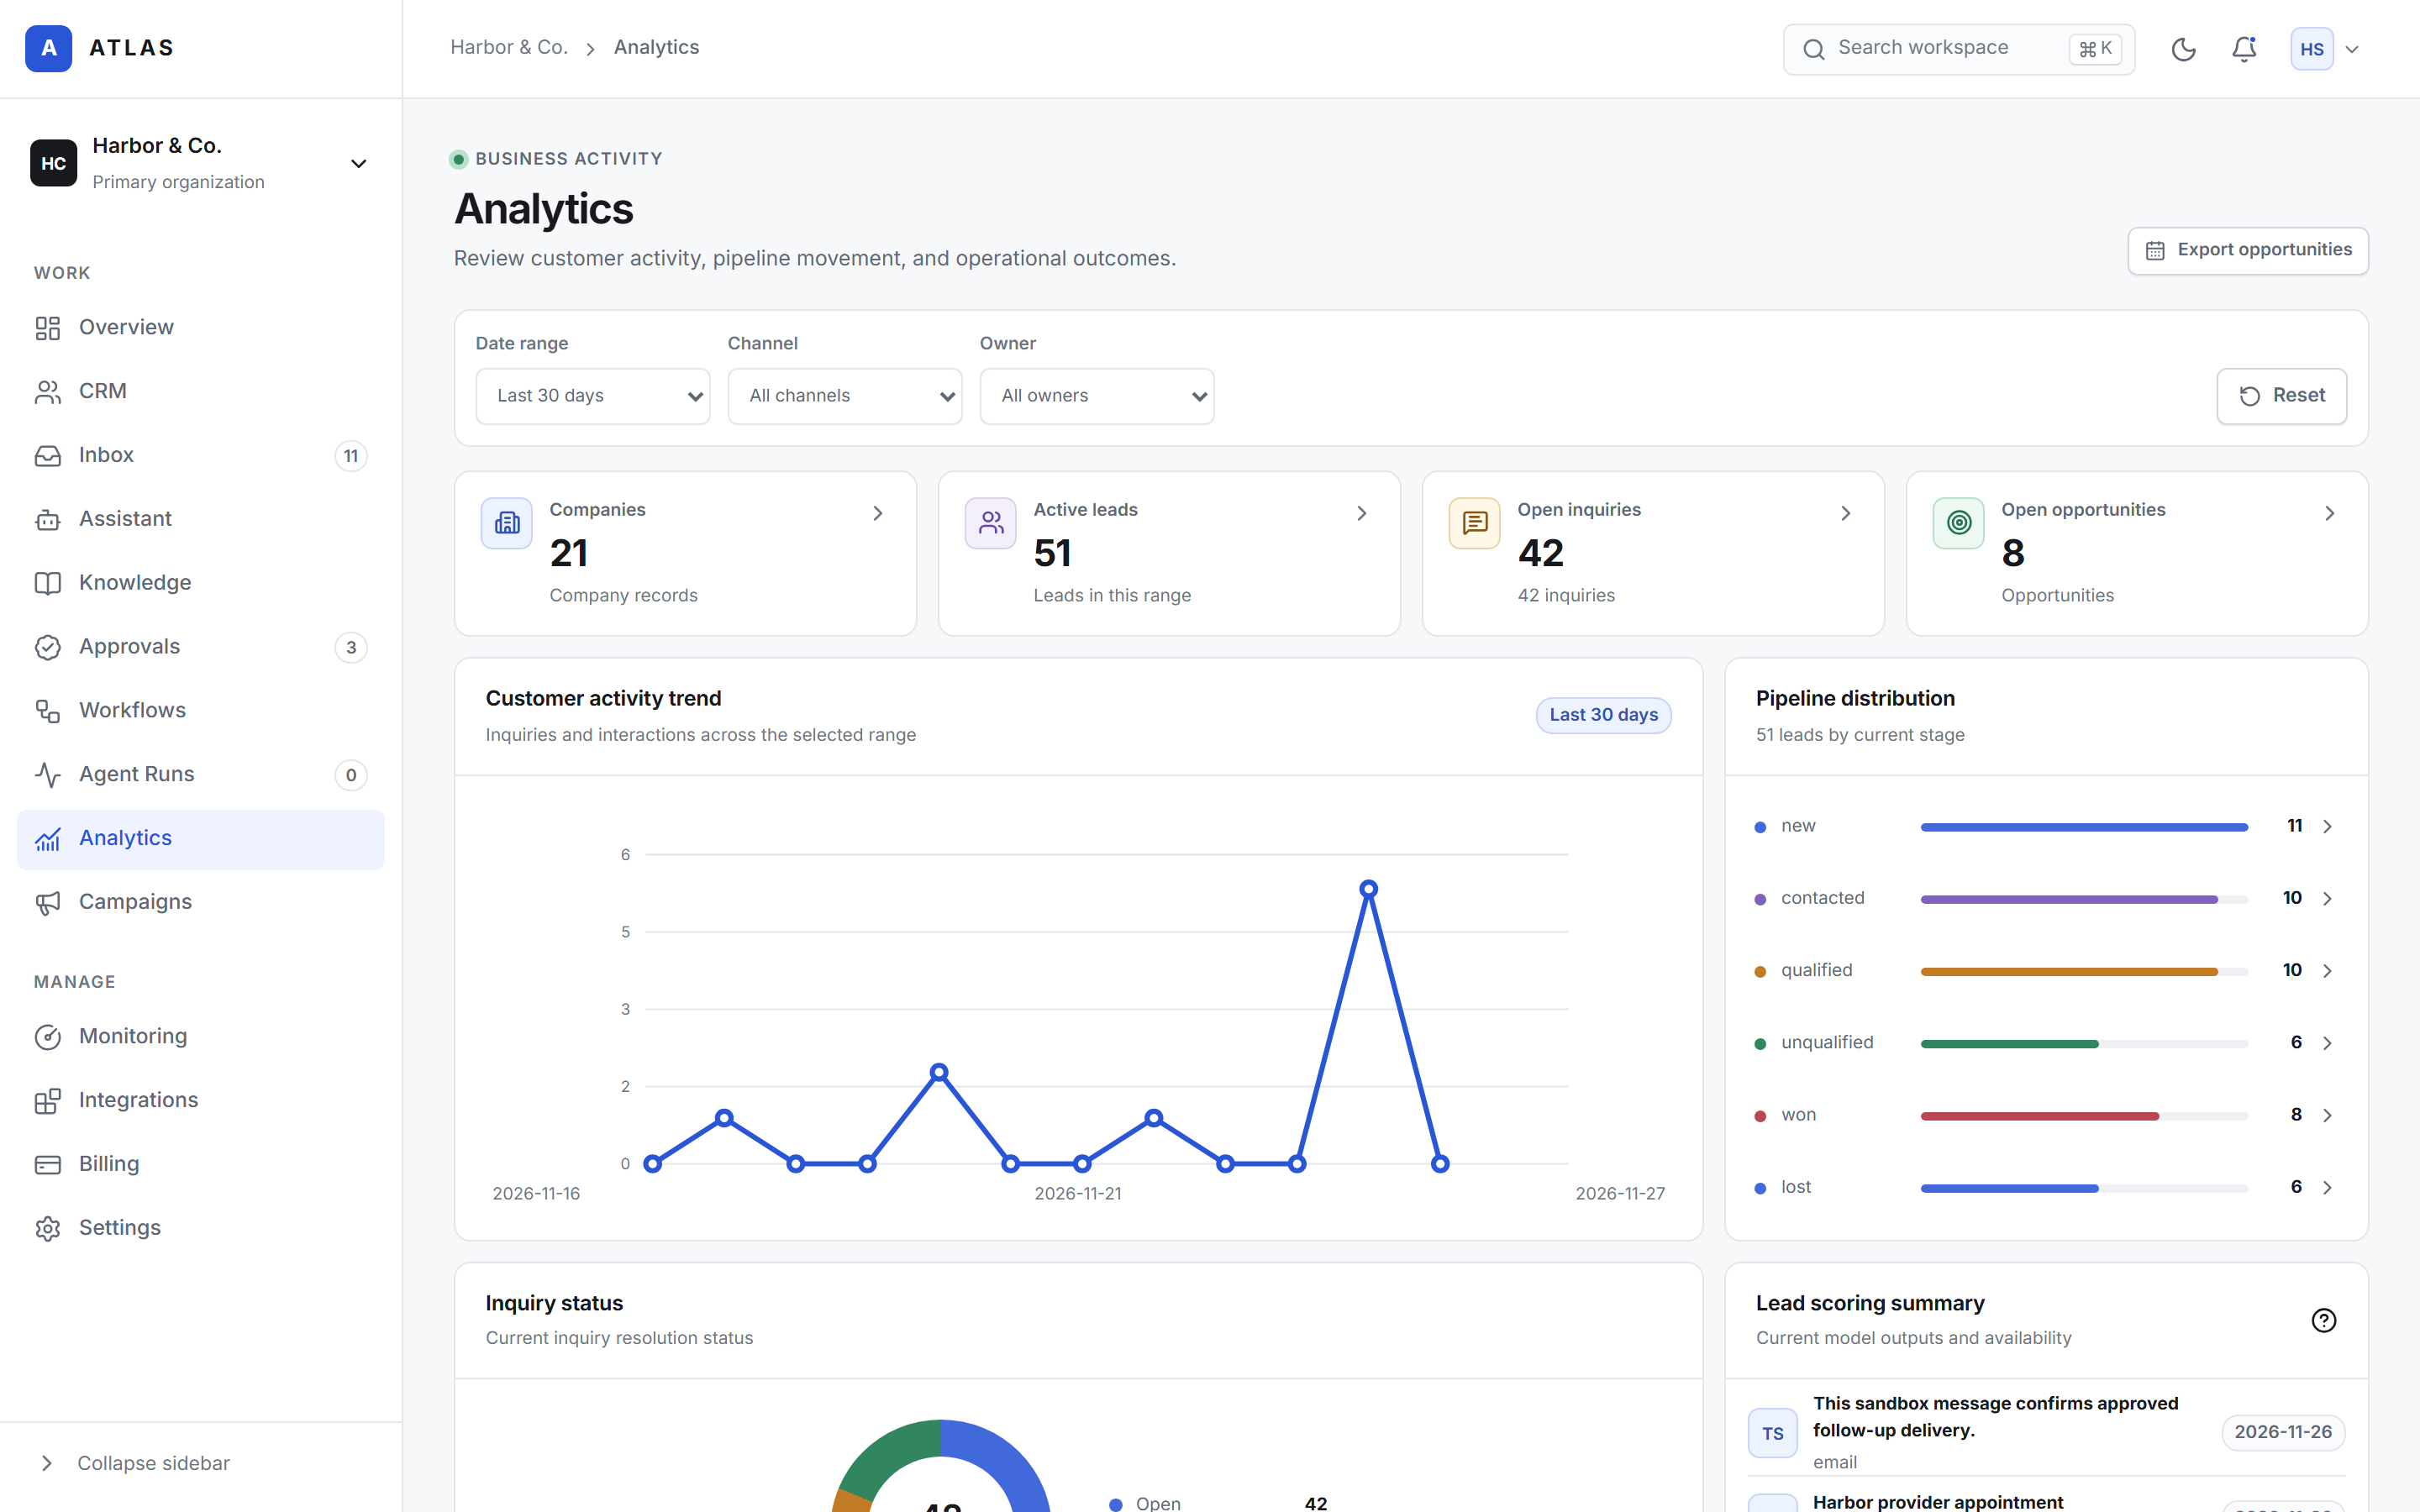 A ATLAS
Harbor & Co. Analytics
Search workspace ⌘ K
HS
HC Harbor & Co.
Primary organization
WORK
Overview
CRM
Inbox 11
Assistant
Knowledge
Approvals 3
Workflows
Agent Runs 0
Analytics
Campaigns
MANAGE
Monitoring
Integrations
Billing
Settings
Collapse sidebar
BUSINESS ACTIVITY
Analytics
Review customer activity, pipeline movement, and operational outcomes.
Export opportunities
Date range Channel Owner
Last 30 days All channels All owners Reset
Companies
21
Company records
Active leads
51
Leads in this range
Open inquiries
42
42 inquiries
Open opportunities
8
Opportunities
Customer activity trend
Inquiries and interactions across the selected range
Last 30 days
6
5
3
2
0
2026-11-16 2026-11-21 2026-11-27
Pipeline distribution
51 leads by current stage
new 11
contacted 10
qualified 10
unqualified 6
won 8
lost 6
Inquiry status
Current inquiry resolution status
Open 42
Lead scoring summary
Current model outputs and availability
TS
This sandbox message confirms approved
follow-up delivery.
email
2026-11-26
Harbor provider appointment